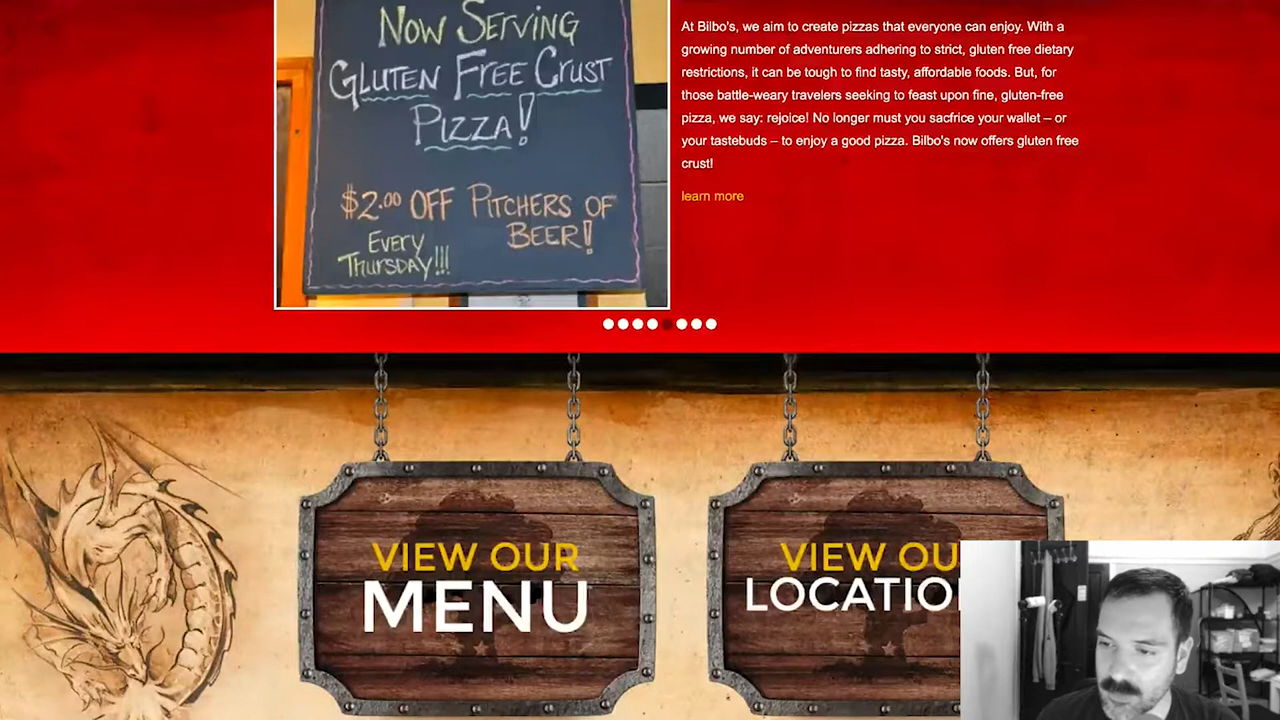 NOW SERVING
GLUTEN FREE CRUST
PIZZA!
$2.00 OFF PITCHERS OF
BEER!
EVERY
THURSDAY!!!
At Bilbo's, we aim to create pizzas that everyone can enjoy. With a
growing number of adventurers adhering to strict, gluten free dietary
restrictions, it can be tough to find tasty, affordable foods. But, for
those battle-weary travelers seeking to feast upon fine, gluten-free
pizza, we say: rejoice! No longer must you sacfrice your wallet – or
your tastebuds – to enjoy a good pizza. Bilbo's now offers gluten free
crust!
learn more
VIEW OUR
MENU
VIEW OU
LOCATIO